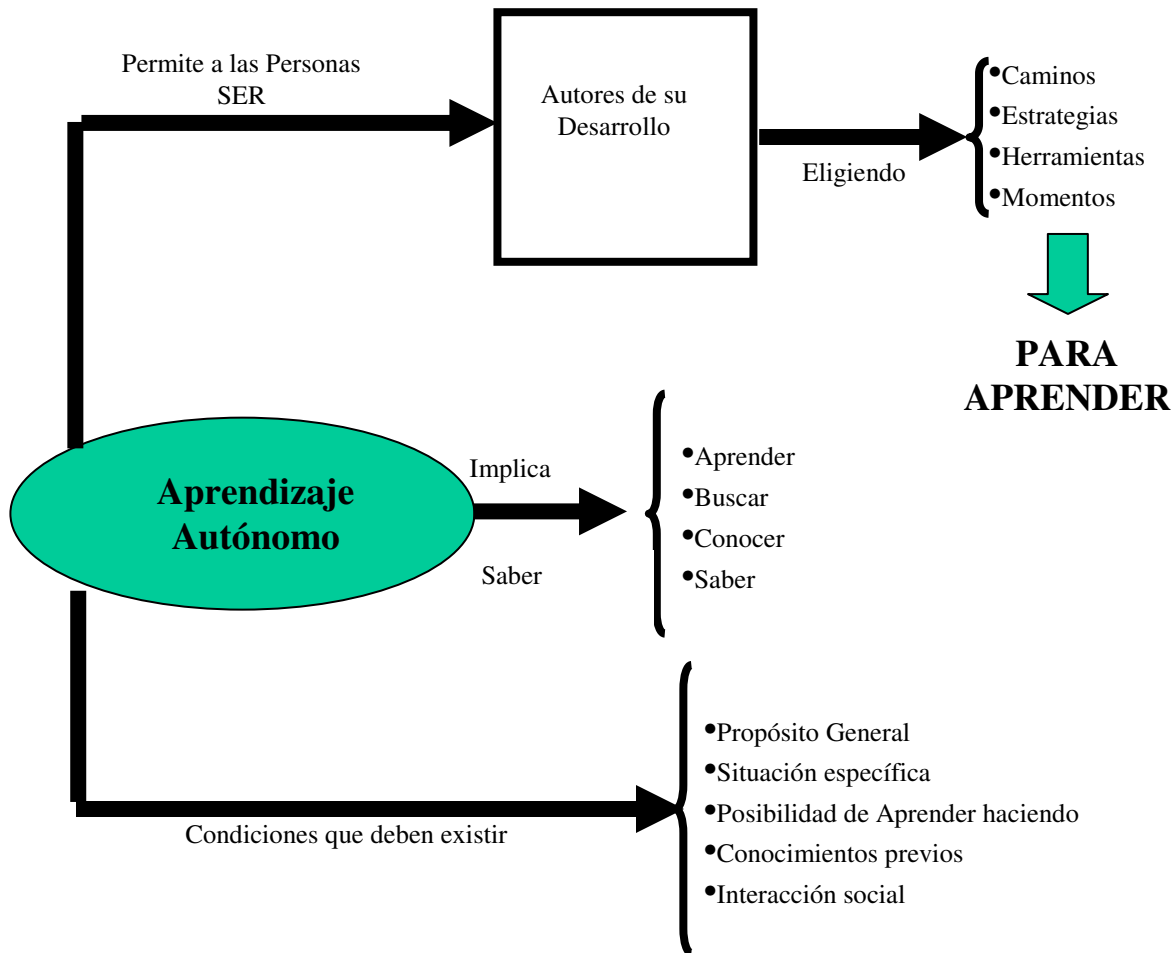 Permite a las Personas
SER
Autores de su
Desarrollo
Eligiendo
•Caminos
•Estrategias
•Herramientas
•Momentos
PARA
APRENDER
Aprendizaje
Autónomo
Implica
Saber
•Aprender
•Buscar
•Conocer
•Saber
Condiciones que deben existir
•Propósito General
•Situación específica
•Posibilidad de Aprender haciendo
•Conocimientos previos
•Interacción social